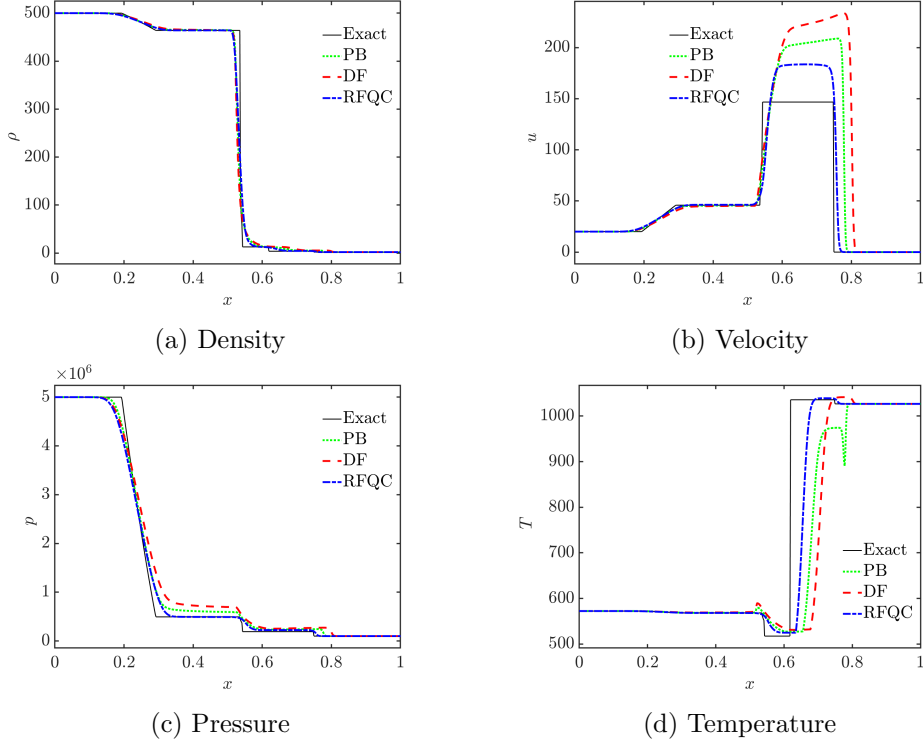 500
400
300
200
100
0
ρ
0 0.2 0.4 0.6 0.8 1
x
Exact
PB
DF
RFQC
(a) Density
200
150
100
50
0
u
0 0.2 0.4 0.6 0.8 1
x
Exact
PB
DF
RFQC
(b) Velocity
×10⁶
5
4
3
2
1
0
p
0 0.2 0.4 0.6 0.8 1
x
Exact
PB
DF
RFQC
(c) Pressure
1000
900
800
700
600
500
T
0 0.2 0.4 0.6 0.8 1
x
Exact
PB
DF
RFQC
(d) Temperature